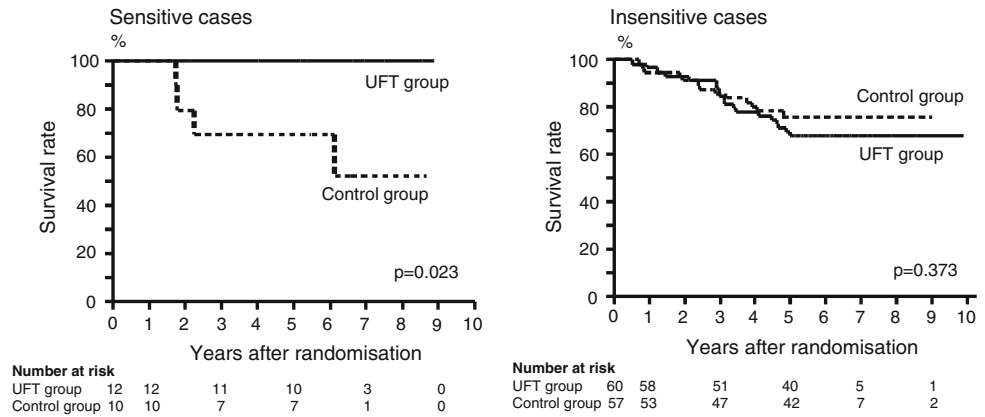 Sensitive cases
%
100
80
60
40
20
0
Survival rate
UFT group
Control group
p=0.023
0 1 2 3 4 5 6 7 8 9 10
Years after randomisation
Number at risk
UFT group 12 12 11 10 3 0
Control group 10 10 7 7 1 0
Insensitive cases
%
100
80
60
40
20
0
Survival rate
Control group
UFT group
p=0.373
0 1 2 3 4 5 6 7 8 9 10
Years after randomisation
Number at risk
UFT group 60 58 51 40 5 1
Control group 57 53 47 42 7 2